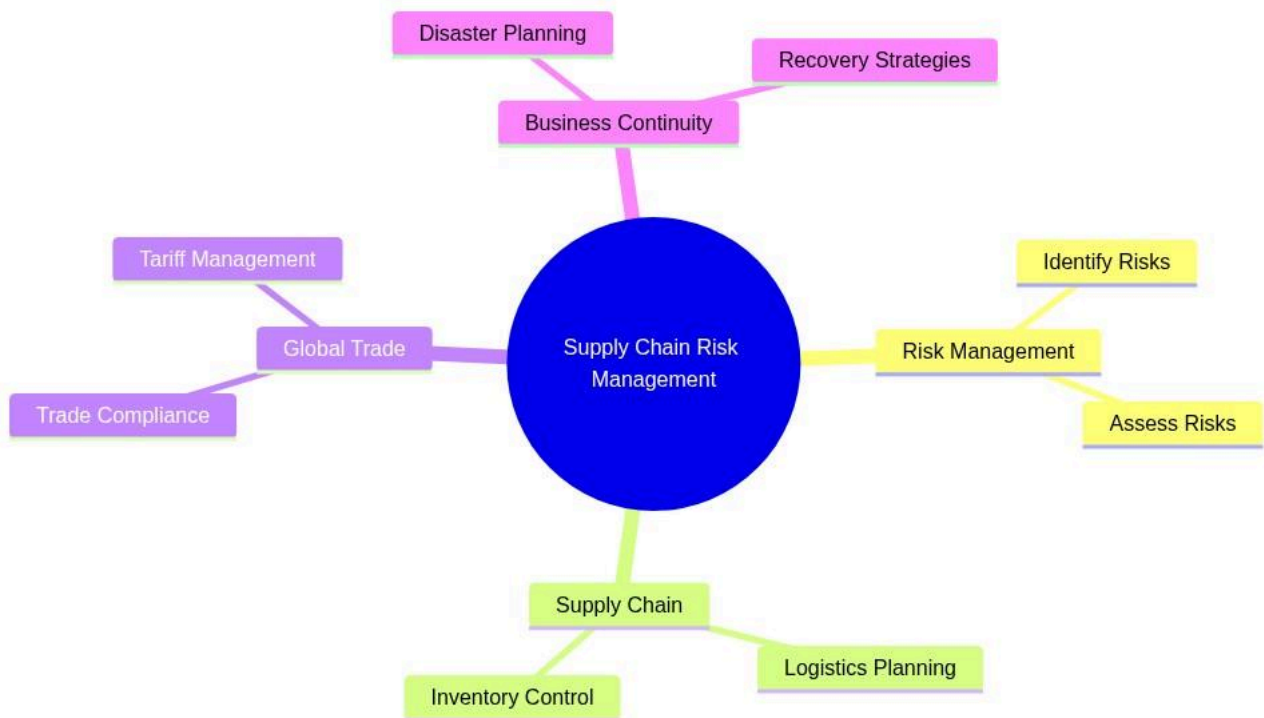 Disaster Planning
Recovery Strategies
Business Continuity
Tariff Management
Identify Risks
Global Trade
Supply Chain Risk
Management
Risk Management
Trade Compliance
Assess Risks
Supply Chain
Logistics Planning
Inventory Control